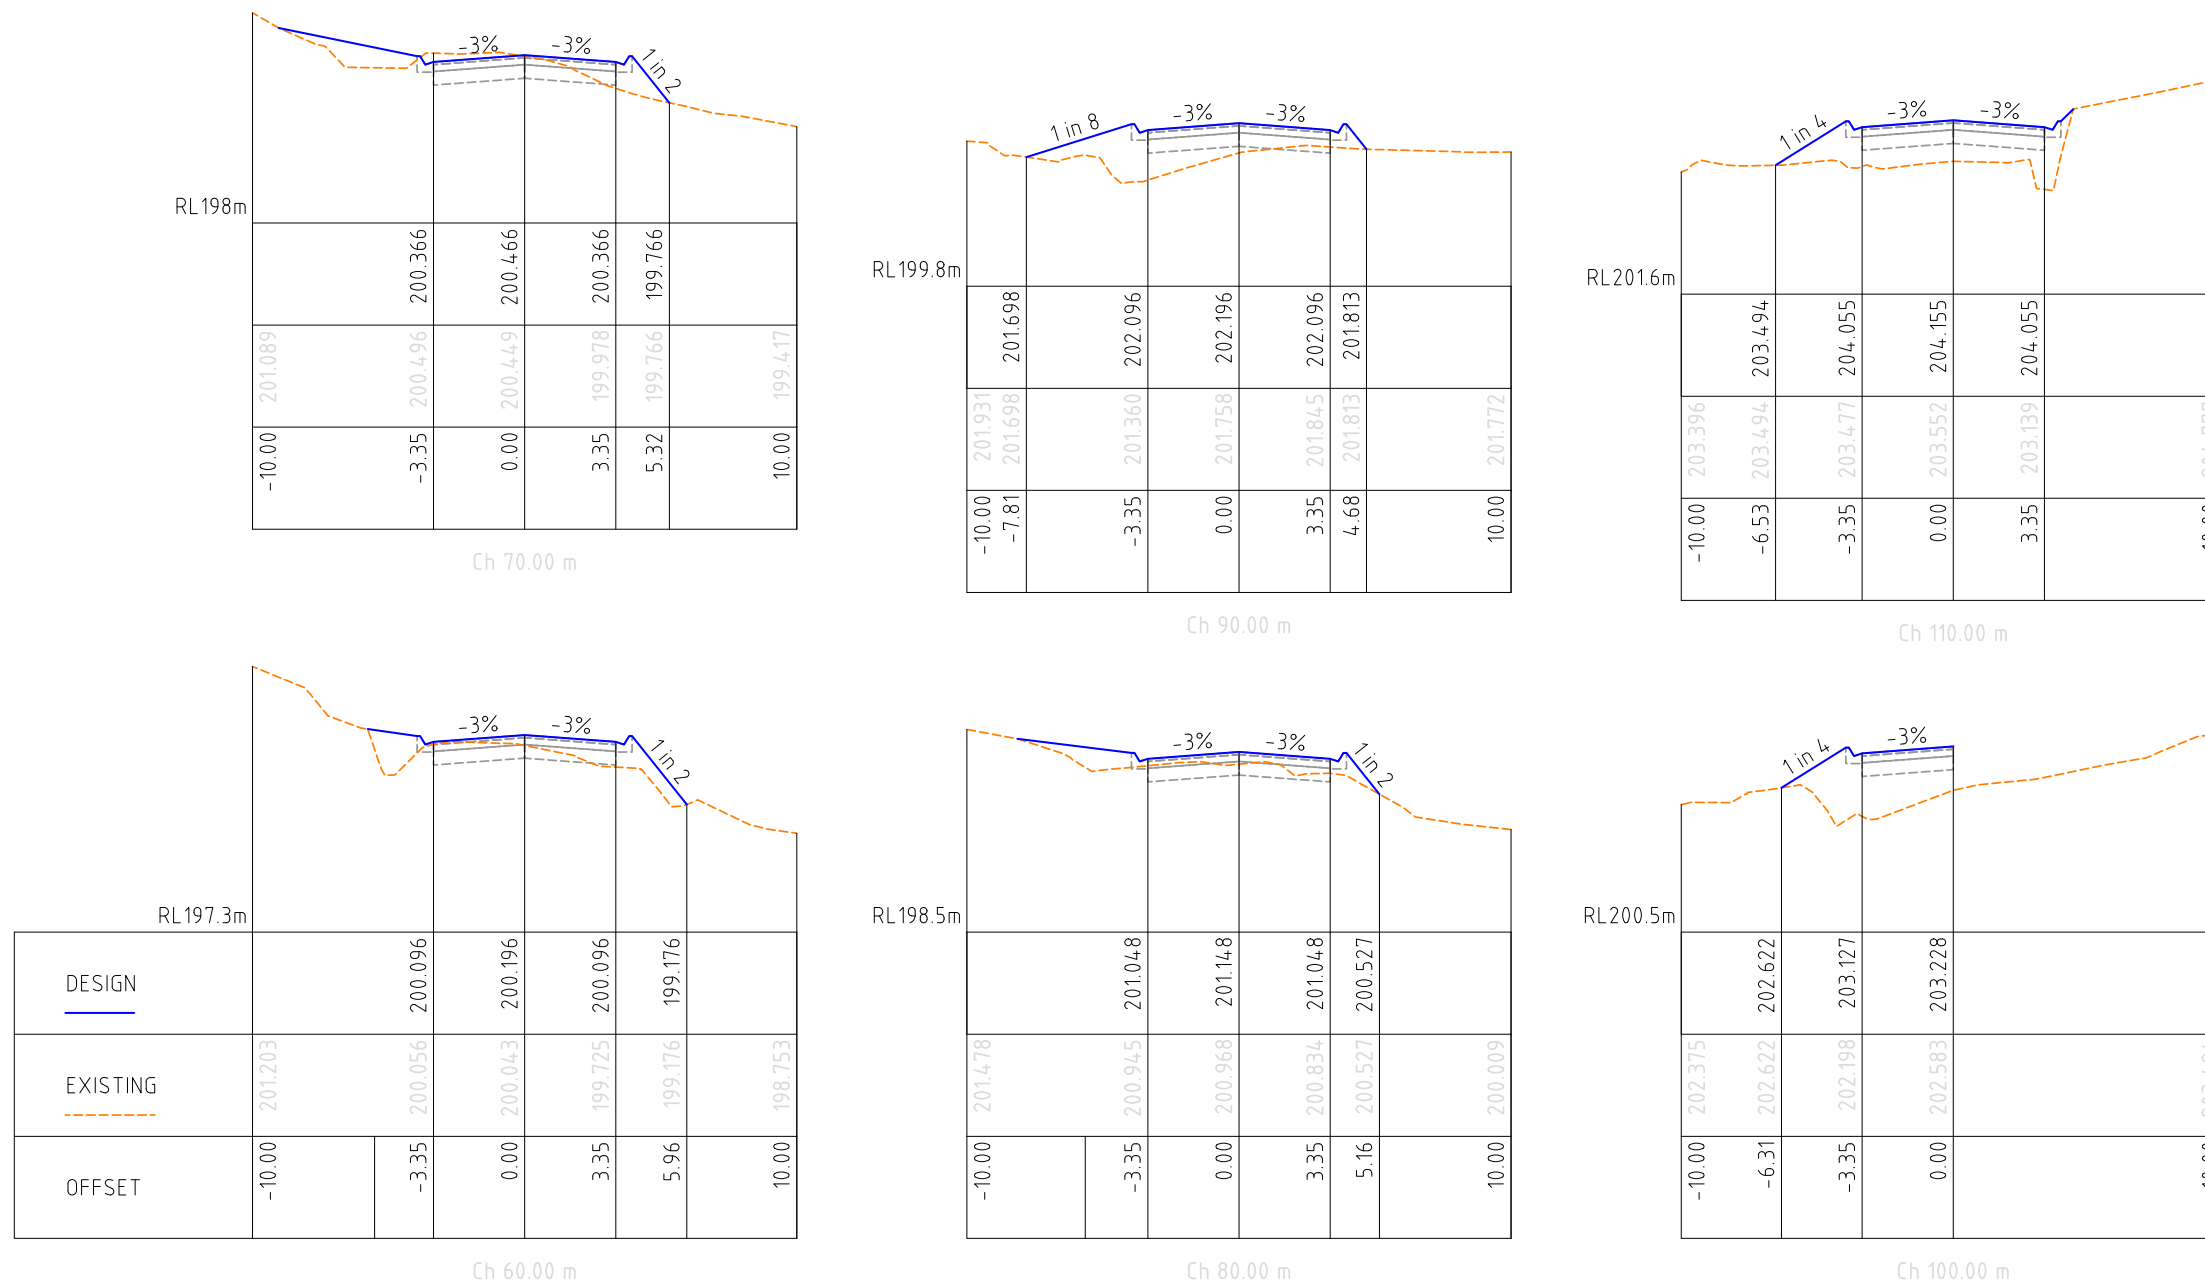 -3% -3% 1 in 2
RL198m
200.366 200.466 200.366 199.766
201.089 200.496 200.449 199.978 199.766 199.417
-10.00 -3.35 0.00 3.35 5.32 10.00
Ch 70.00 m
1 in 8 -3% -3%
RL199.8m
201.698 202.096 202.196 202.096 201.813
201.931 201.698 201.360 201.758 201.845 201.813 201.772
-10.00 -7.81 -3.35 0.00 3.35 4.68 10.00
Ch 90.00 m
1 in 4 -3% -3%
RL201.6m
203.494 204.055 204.155 204.055
203.396 203.494 203.477 203.552 203.139
-10.00 -6.53 -3.35 0.00 3.35
Ch 110.00 m
-3% -3% 1 in 2
RL197.3m
DESIGN 200.096 200.196 200.096 199.176
EXISTING 201.203 200.056 200.043 199.725 199.176 198.753
OFFSET -10.00 -3.35 0.00 3.35 5.96 10.00
Ch 60.00 m
-3% -3% 1 in 2
RL198.5m
201.048 201.148 201.048 200.527
201.478 200.945 200.968 200.834 200.527 200.009
-10.00 -3.35 0.00 3.35 5.16 10.00
Ch 80.00 m
1 in 4 -3%
RL200.5m
202.622 203.127 203.228
202.375 202.622 202.198 202.583
-10.00 -6.31 -3.35 0.00
Ch 100.00 m